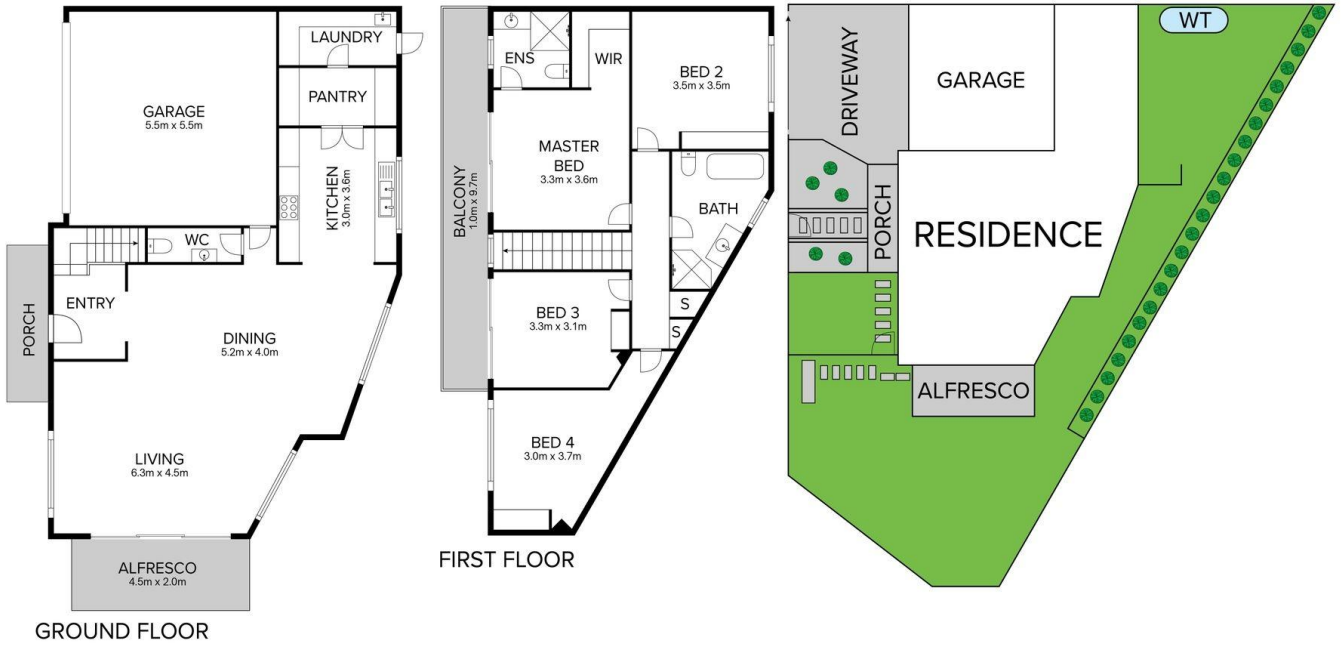 LAUNDRY
PANTRY
GARAGE
5.5m x 5.5m
KITCHEN
3.0m x 3.6m
WC
ENTRY
PORCH
DINING
5.2m x 4.0m
LIVING
6.3m x 4.5m
ALFRESCO
4.5m x 2.0m
GROUND FLOOR
ENS
WIR
BED 2
3.5m x 3.5m
MASTER
BED
3.3m x 3.6m
BALCONY
1.0m x 9.7m
BATH
BED 3
3.3m x 3.1m
S
S
BED 4
3.0m x 3.7m
FIRST FLOOR
WT
DRIVEWAY
GARAGE
PORCH
RESIDENCE
ALFRESCO